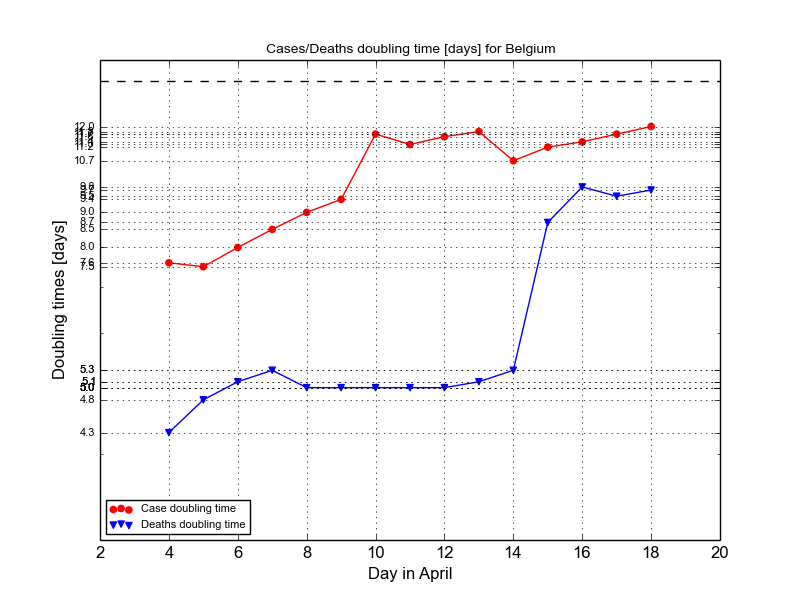 Cases/Deaths doubling time [days] for Belgium
12.0
11.2
10.7
9.4
9.0
8.7
8.5
8.0
7.6
7.5
5.3
5.1
5.0
4.8
4.3
Doubling times [days]
Case doubling time
Deaths doubling time
2 4 6 8 10 12 14 16 18 20
Day in April